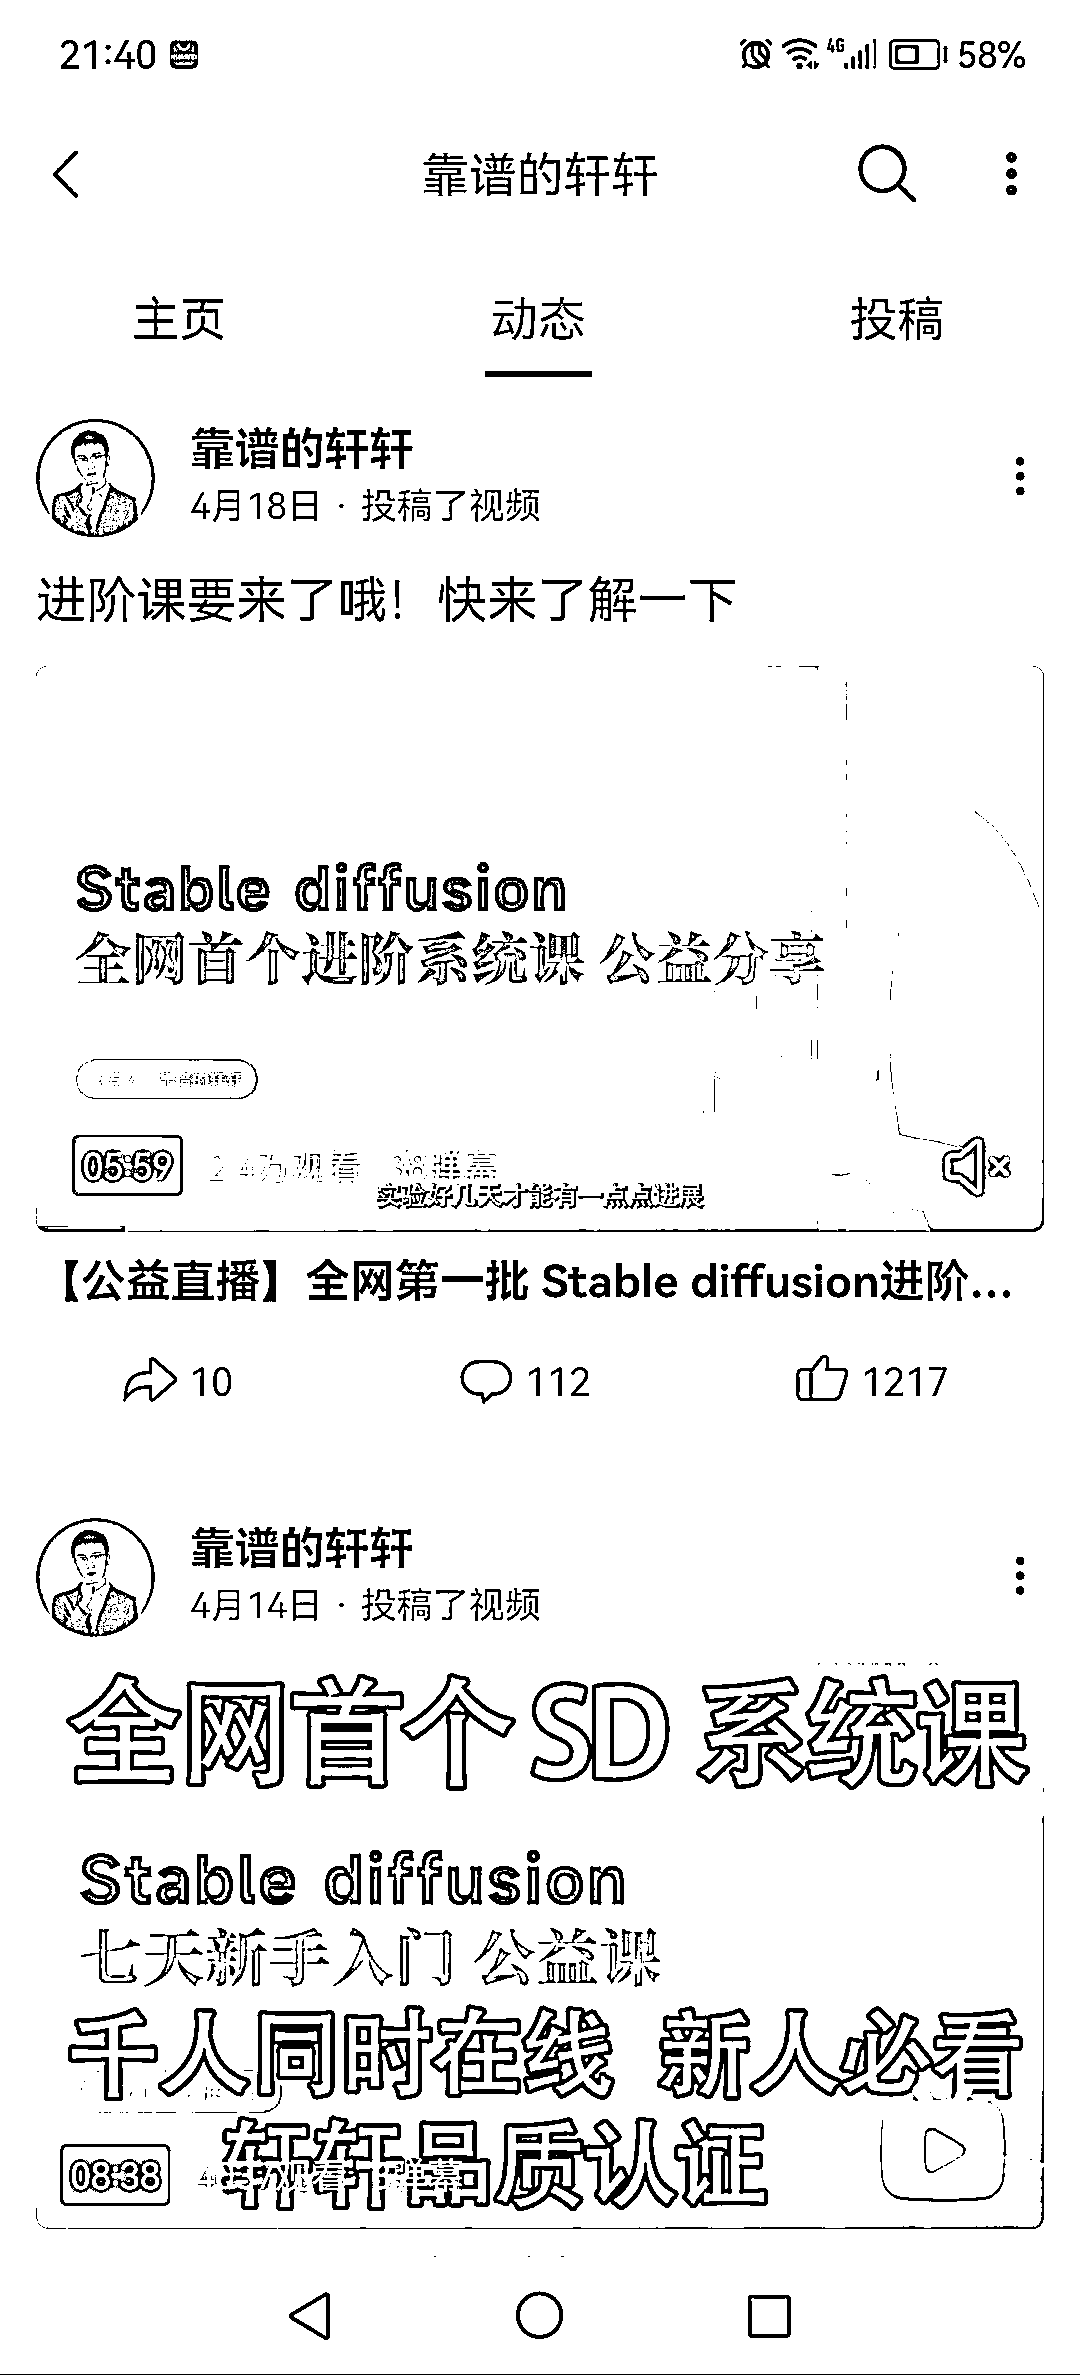 21:40 4G 58%
靠谱的轩轩
主页 动态 投稿
靠谱的轩轩
4月18日 · 投稿了视频
进阶课要来了哦！快来了解一下
Stable diffusion
全网首个进阶系统课 公益分享
05:59 2.4万观看 38弹幕
实验好几天才能有一点点进展
【公益直播】全网第一批 Stable diffusion进阶...
10 112 1217
靠谱的轩轩
4月14日 · 投稿了视频
全网首个SD 系统课
Stable diffusion
七天新手入门 公益课
千人同时在线 新人必看
轩轩品质认证
08:38 观看 弹幕